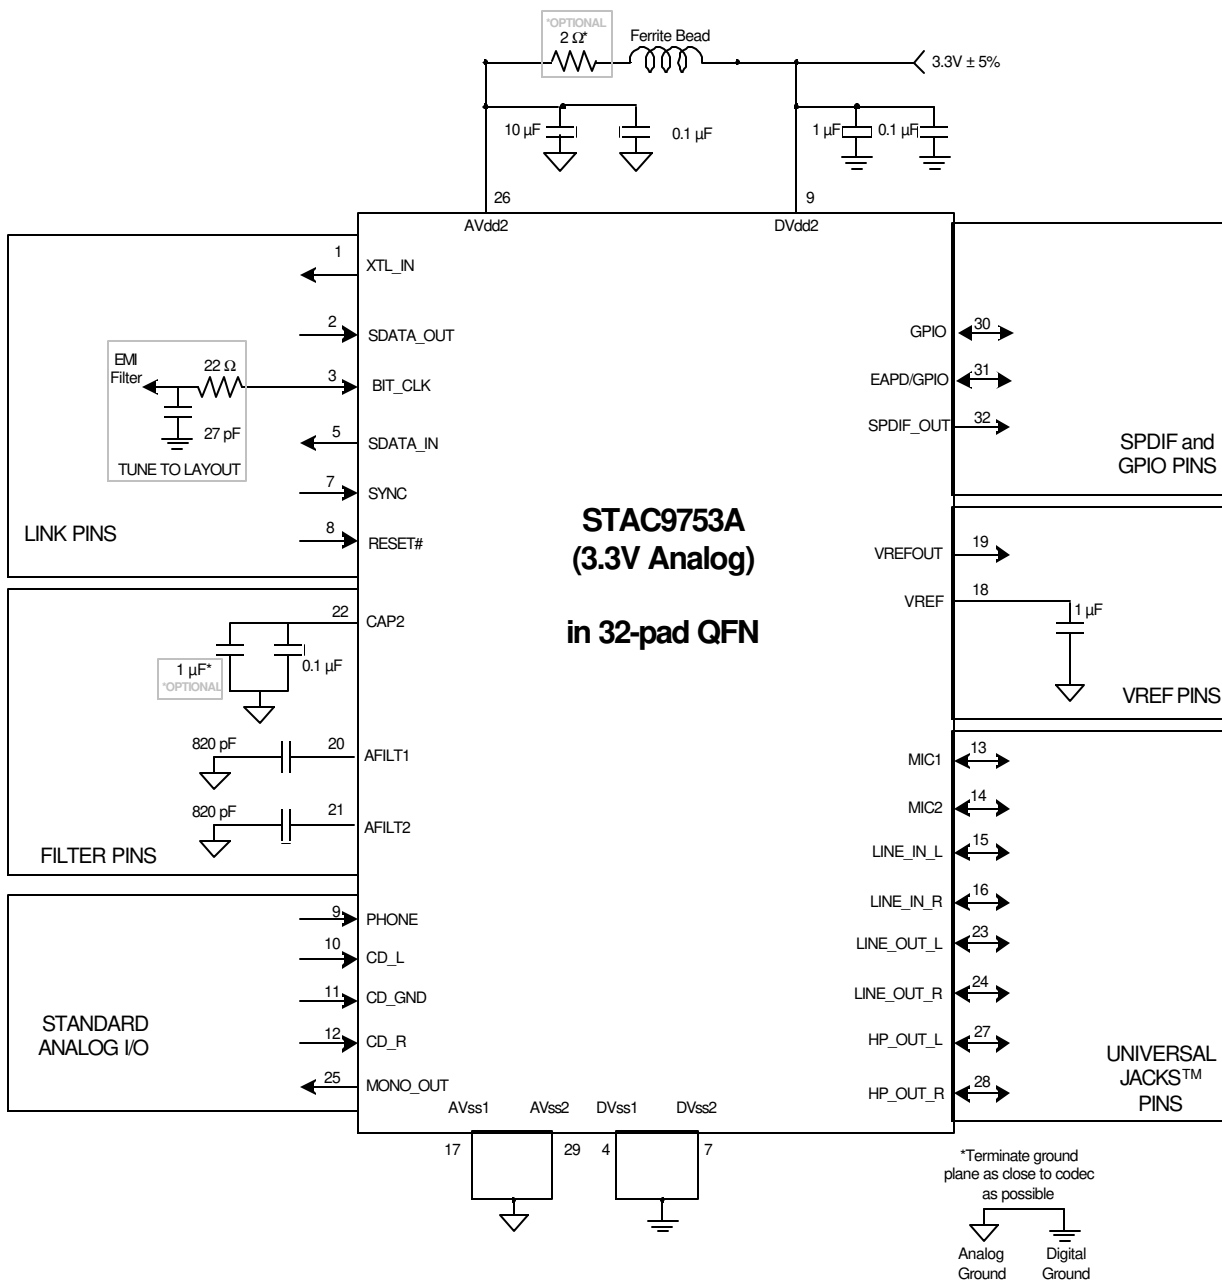 *OPTIONAL
2 Ω*
Ferrite Bead
3.3V ± 5%
10 µF
0.1 µF
1 µF
0.1 µF
26
9
AVdd2
DVdd2
1
XTL_IN
2
SDATA_OUT
EMI
Filter
22 Ω
3
BIT_CLK
27 pF
TUNE TO LAYOUT
5
SDATA_IN
7
SYNC
8
RESET#
LINK PINS
GPIO
30
EAPD/GPIO
31
SPDIF_OUT
32
SPDIF and
GPIO PINS
STAC9753A
(3.3V Analog)
in 32-pad QFN
VREFOUT
19
VREF
18
1 µF
VREF PINS
22
CAP2
1 µF*
*OPTIONAL
0.1 µF
820 pF
20
AFILT1
820 pF
21
AFILT2
FILTER PINS
MIC1
13
MIC2
14
LINE_IN_L
15
LINE_IN_R
16
LINE_OUT_L
23
LINE_OUT_R
24
HP_OUT_L
27
HP_OUT_R
28
UNIVERSAL
JACKS™
PINS
9
PHONE
10
CD_L
11
CD_GND
12
CD_R
25
MONO_OUT
STANDARD
ANALOG I/O
AVss1
AVss2
DVss1
DVss2
17
29
4
7
*Terminate ground
plane as close to codec
as possible
Analog
Ground
Digital
Ground